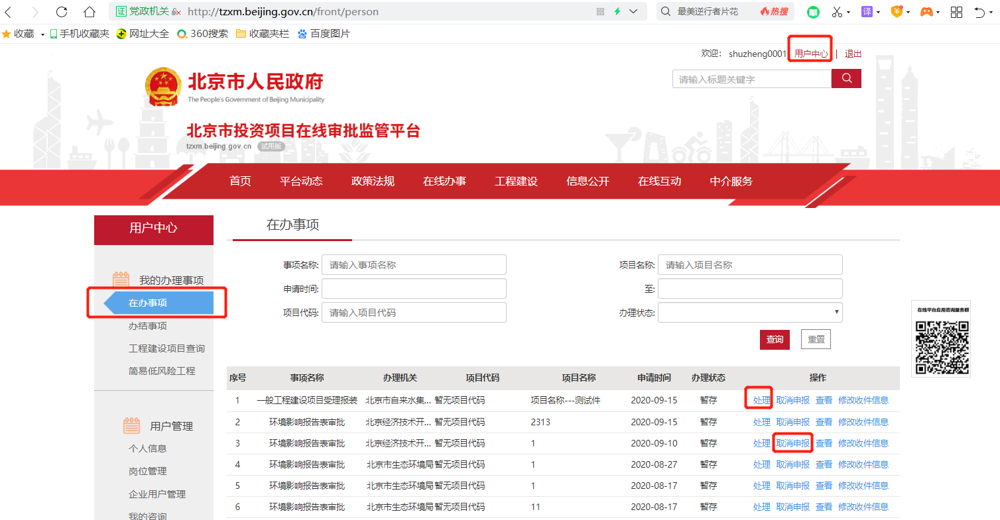 证 党政机关 http://tzxm.beijing.gov.cn/front/person 最美逆行者片花 热搜 译
收藏 手机收藏夹 网址大全 360搜索 收藏夹栏 百度图片
欢迎: shuzheng0001 用户中心 | 退出
北京市人民政府
The People's Government of Beijing Municipality
请输入标题关键字
北京市投资项目在线审批监管平台
tzxm.beijing.gov.cn 试用版
首页 平台动态 政策法规 在线办事 工程建设 信息公开 在线互动 中介服务
用户中心
我的办理事项
在办事项
办结事项
工程建设项目查询
简易低风险工程
用户管理
个人信息
岗位管理
企业用户管理
我的咨询
在办事项
事项名称: 请输入事项名称 项目名称: 请输入项目名称
申请时间: 至:
项目代码: 请输入项目代码 办理状态:
查询 重置
在线平台应用咨询服务群
序号 事项名称 办理机关 项目代码 项目名称 申请时间 办理状态 操作
1 一般工程建设项目受理报装 北京市自来水集... 暂无项目代码 项目名称---测试件 2020-09-15 暂存 处理 取消申报 查看 修改收件信息
2 环境影响报告表审批 北京经济技术开... 暂无项目代码 2313 2020-09-15 暂存 处理 取消申报 查看 修改收件信息
3 环境影响报告表审批 北京经济技术开... 暂无项目代码 1 2020-09-10 暂存 处理 取消申报 查看 修改收件信息
4 环境影响报告表审批 北京市生态环境局 暂无项目代码 1 2020-08-27 暂存 处理 取消申报 查看 修改收件信息
5 环境影响报告表审批 北京市生态环境局 暂无项目代码 1 2020-08-17 暂存 处理 取消申报 查看 修改收件信息
6 环境影响报告表审批 北京市生态环境局 暂无项目代码 11 2020-08-17 暂存 处理 取消申报 查看 修改收件信息